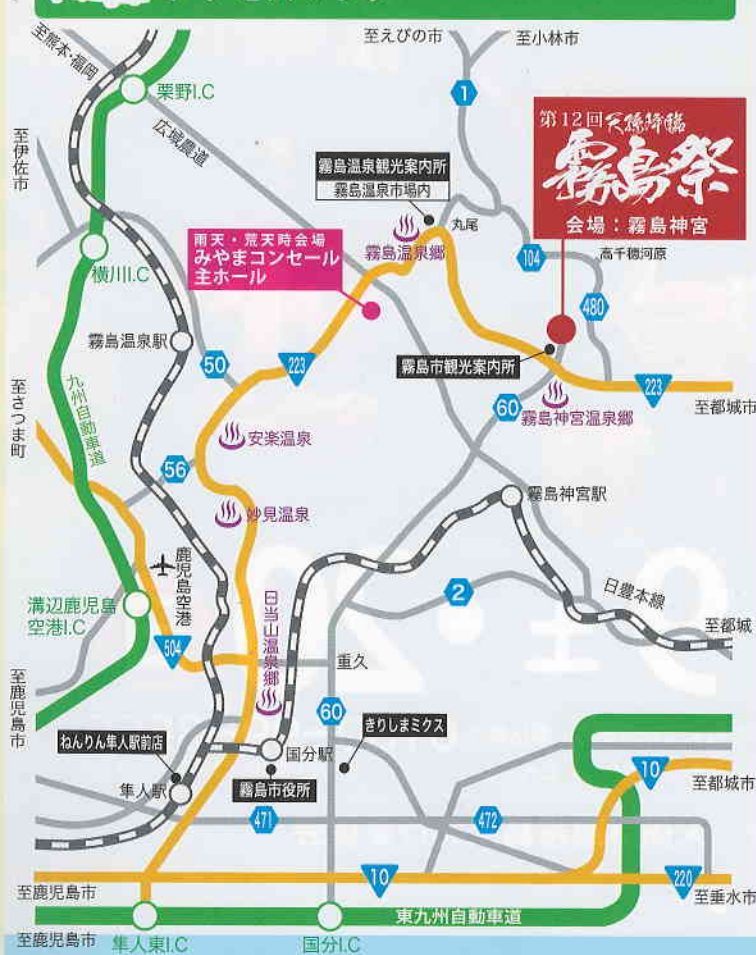 至えびの市
至小林市
至熊本・福岡
栗野I.C
1
広域農道
至伊佐市
第12回 天孫降臨
霧島祭
会場：霧島神宮
霧島温泉観光案内所
霧島温泉市場内
丸尾
霧島温泉郷
雨天・荒天時会場
みやまコンセール
主ホール
104
高千穂河原
横川I.C
480
霧島温泉駅
50
223
霧島市観光案内所
至さつま町
九州自動車道
60
霧島神宮温泉郷
223
至都城市
安楽温泉
56
妙見温泉
霧島神宮駅
鹿児島空港
溝辺鹿児島
空港I.C
日当山温泉郷
2
日豊本線
至都城
504
重久
至鹿児島市
60
きりしまミクス
ねんりん隼人駅前店
国分駅
隼人駅
霧島市役所
10
至都城市
471
472
至鹿児島市
10
220
至垂水市
東九州自動車道
至鹿児島市
隼人東I.C
国分I.C